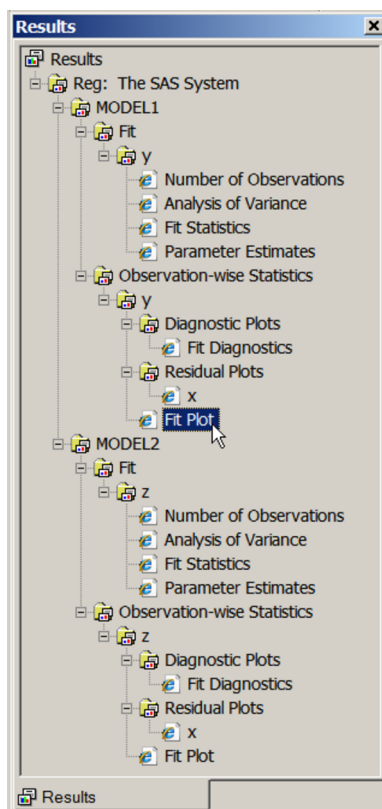 Results
Results
Reg: The SAS System
MODEL1
Fit
y
Number of Observations
Analysis of Variance
Fit Statistics
Parameter Estimates
Observation-wise Statistics
y
Diagnostic Plots
Fit Diagnostics
Residual Plots
x
Fit Plot
MODEL2
Fit
z
Number of Observations
Analysis of Variance
Fit Statistics
Parameter Estimates
Observation-wise Statistics
z
Diagnostic Plots
Fit Diagnostics
Residual Plots
x
Fit Plot
Results